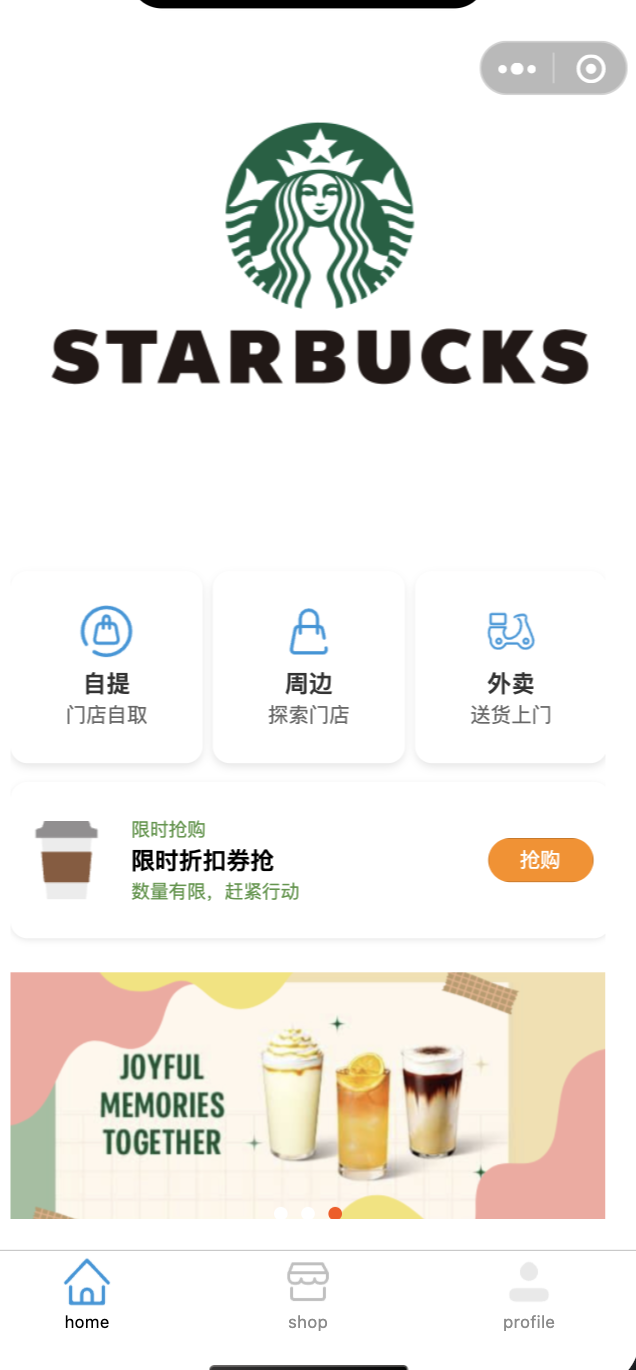 STARBUCKS
自提
门店自取
周边
探索门店
外卖
送货上门
限时抢购
限时折扣券抢
数量有限，赶紧行动
抢购
JOYFUL
MEMORIES
TOGETHER
home
shop
profile